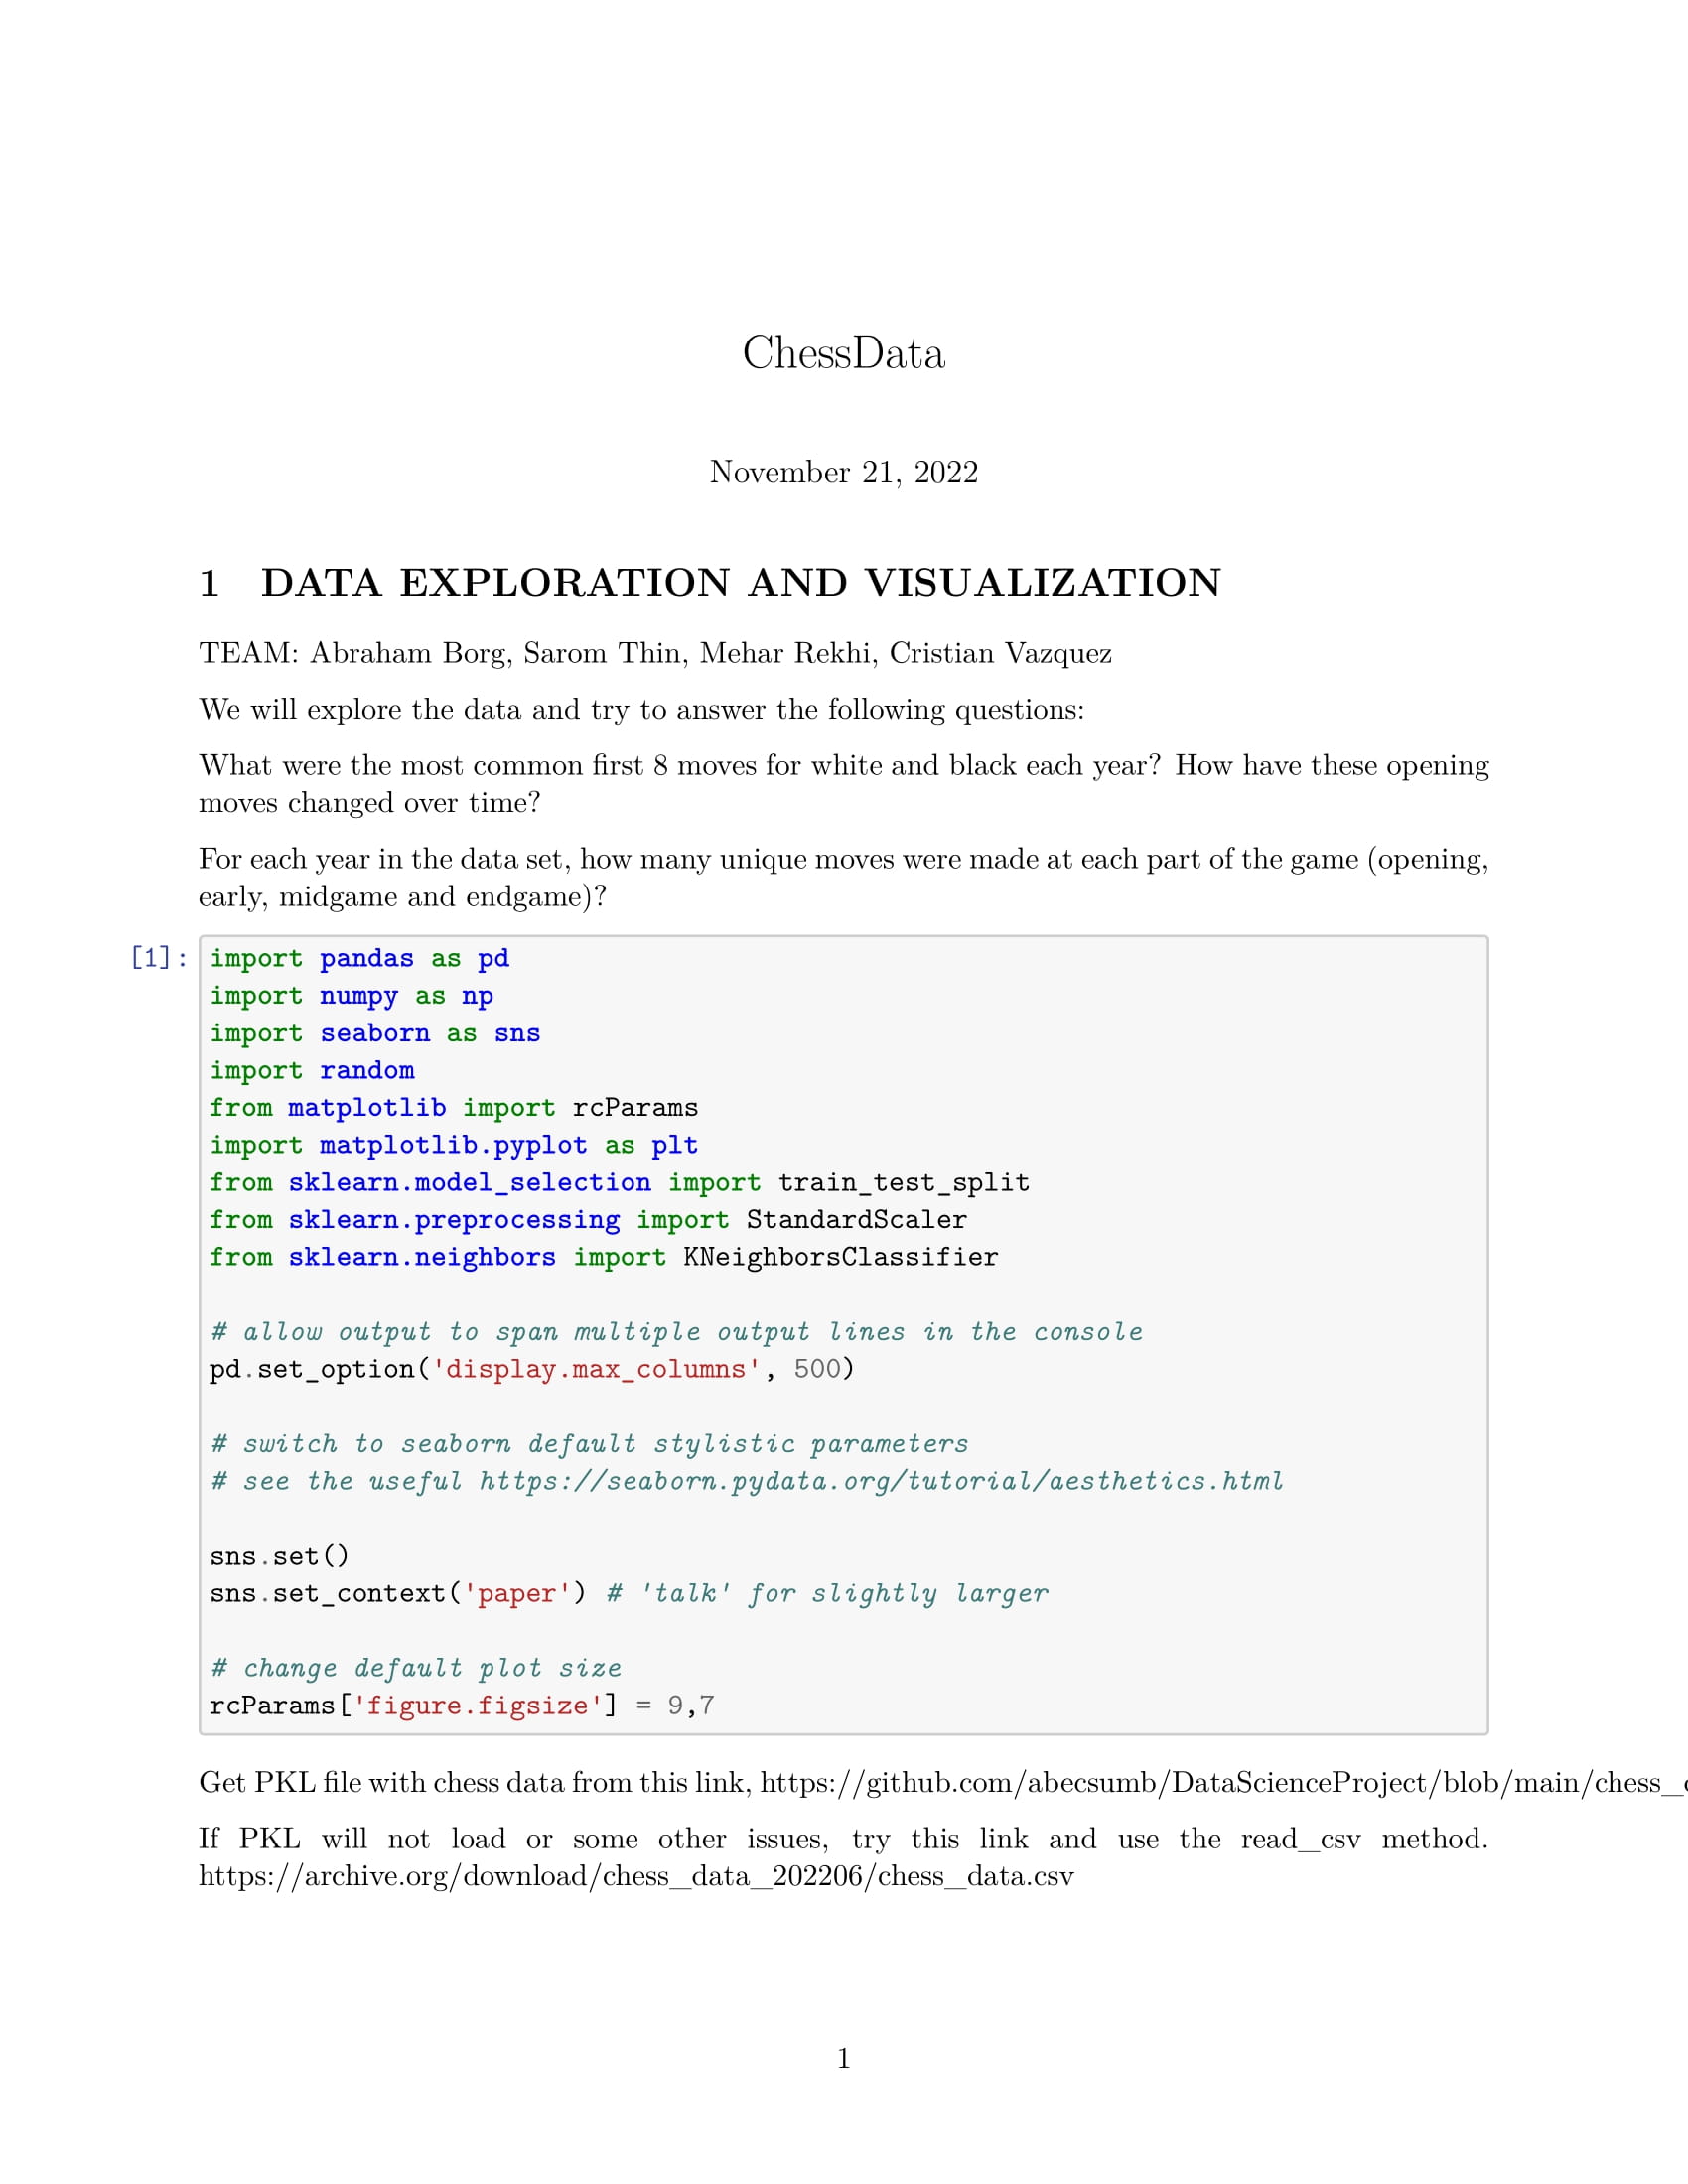 ChessData
November 21, 2022
1 DATA EXPLORATION AND VISUALIZATION
TEAM: Abraham Borg, Sarom Thin, Mehar Rekhi, Cristian Vazquez
We will explore the data and try to answer the following questions:
What were the most common first 8 moves for white and black each year? How have these opening
moves changed over time?
For each year in the data set, how many unique moves were made at each part of the game (opening,
early, midgame and endgame)?
[1]: import pandas as pd
import numpy as np
import seaborn as sns
import random
from matplotlib import rcParams
import matplotlib.pyplot as plt
from sklearn.model_selection import train_test_split
from sklearn.preprocessing import StandardScaler
from sklearn.neighbors import KNeighborsClassifier
# allow output to span multiple output lines in the console
pd.set_option('display.max_columns', 500)
# switch to seaborn default stylistic parameters
# see the useful https://seaborn.pydata.org/tutorial/aesthetics.html
sns.set()
sns.set_context('paper') # 'talk' for slightly larger
# change default plot size
rcParams['figure.figsize'] = 9,7
Get PKL file with chess data from this link, https://github.com/abecsumb/DataScienceProject/blob/main/chess_
If PKL will not load or some other issues, try this link and use the read_csv method.
https://archive.org/download/chess_data_202206/chess_data.csv
1